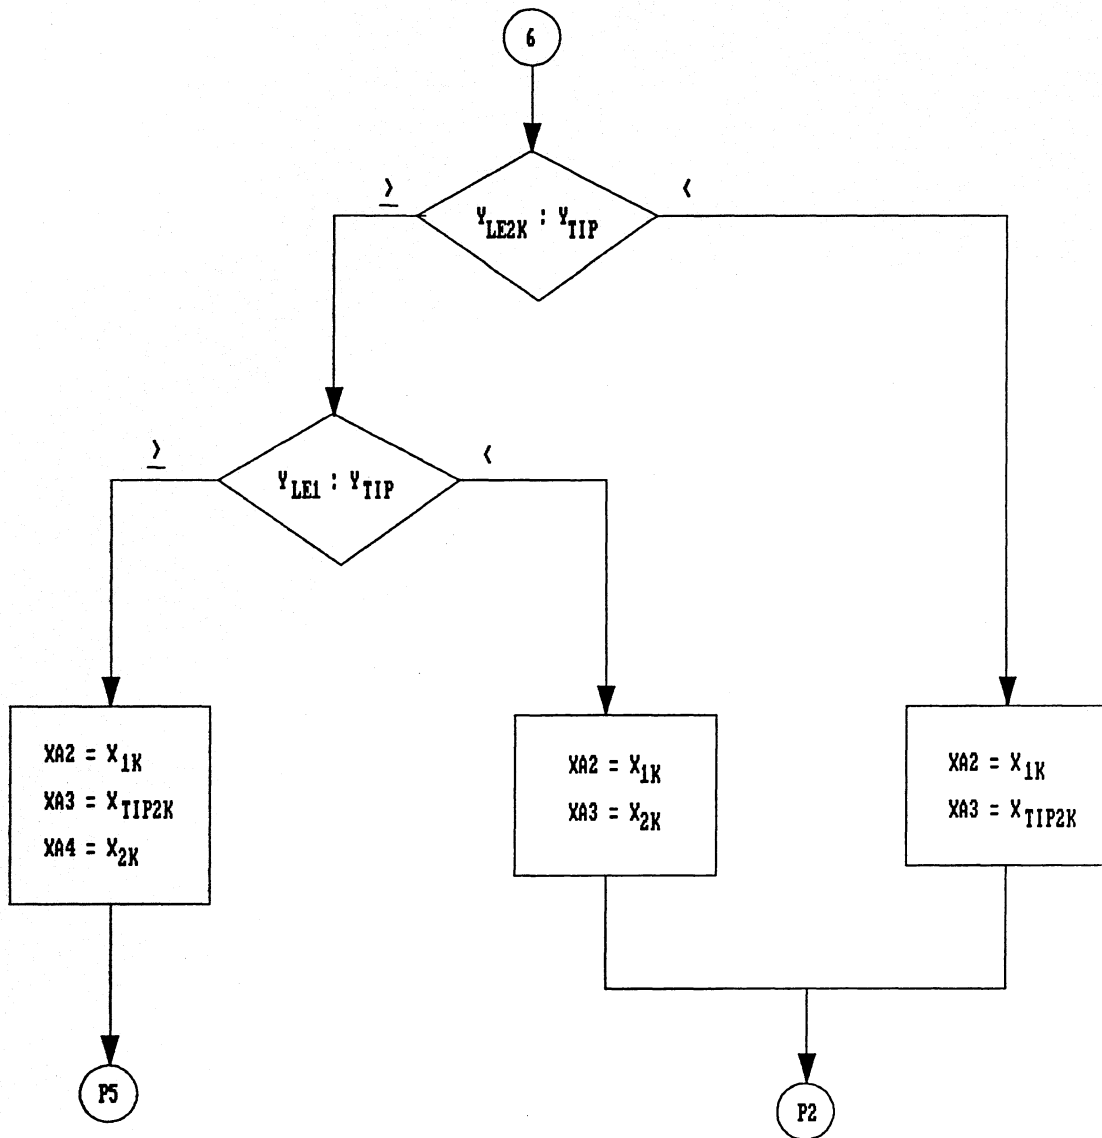 6
≥ <
Y_LE2K : Y_TIP
≥ <
Y_LE1 : Y_TIP
XA2 = X_1K
XA3 = X_TIP2K
XA4 = X_2K
XA2 = X_1K
XA3 = X_2K
XA2 = X_1K
XA3 = X_TIP2K
P5
P2